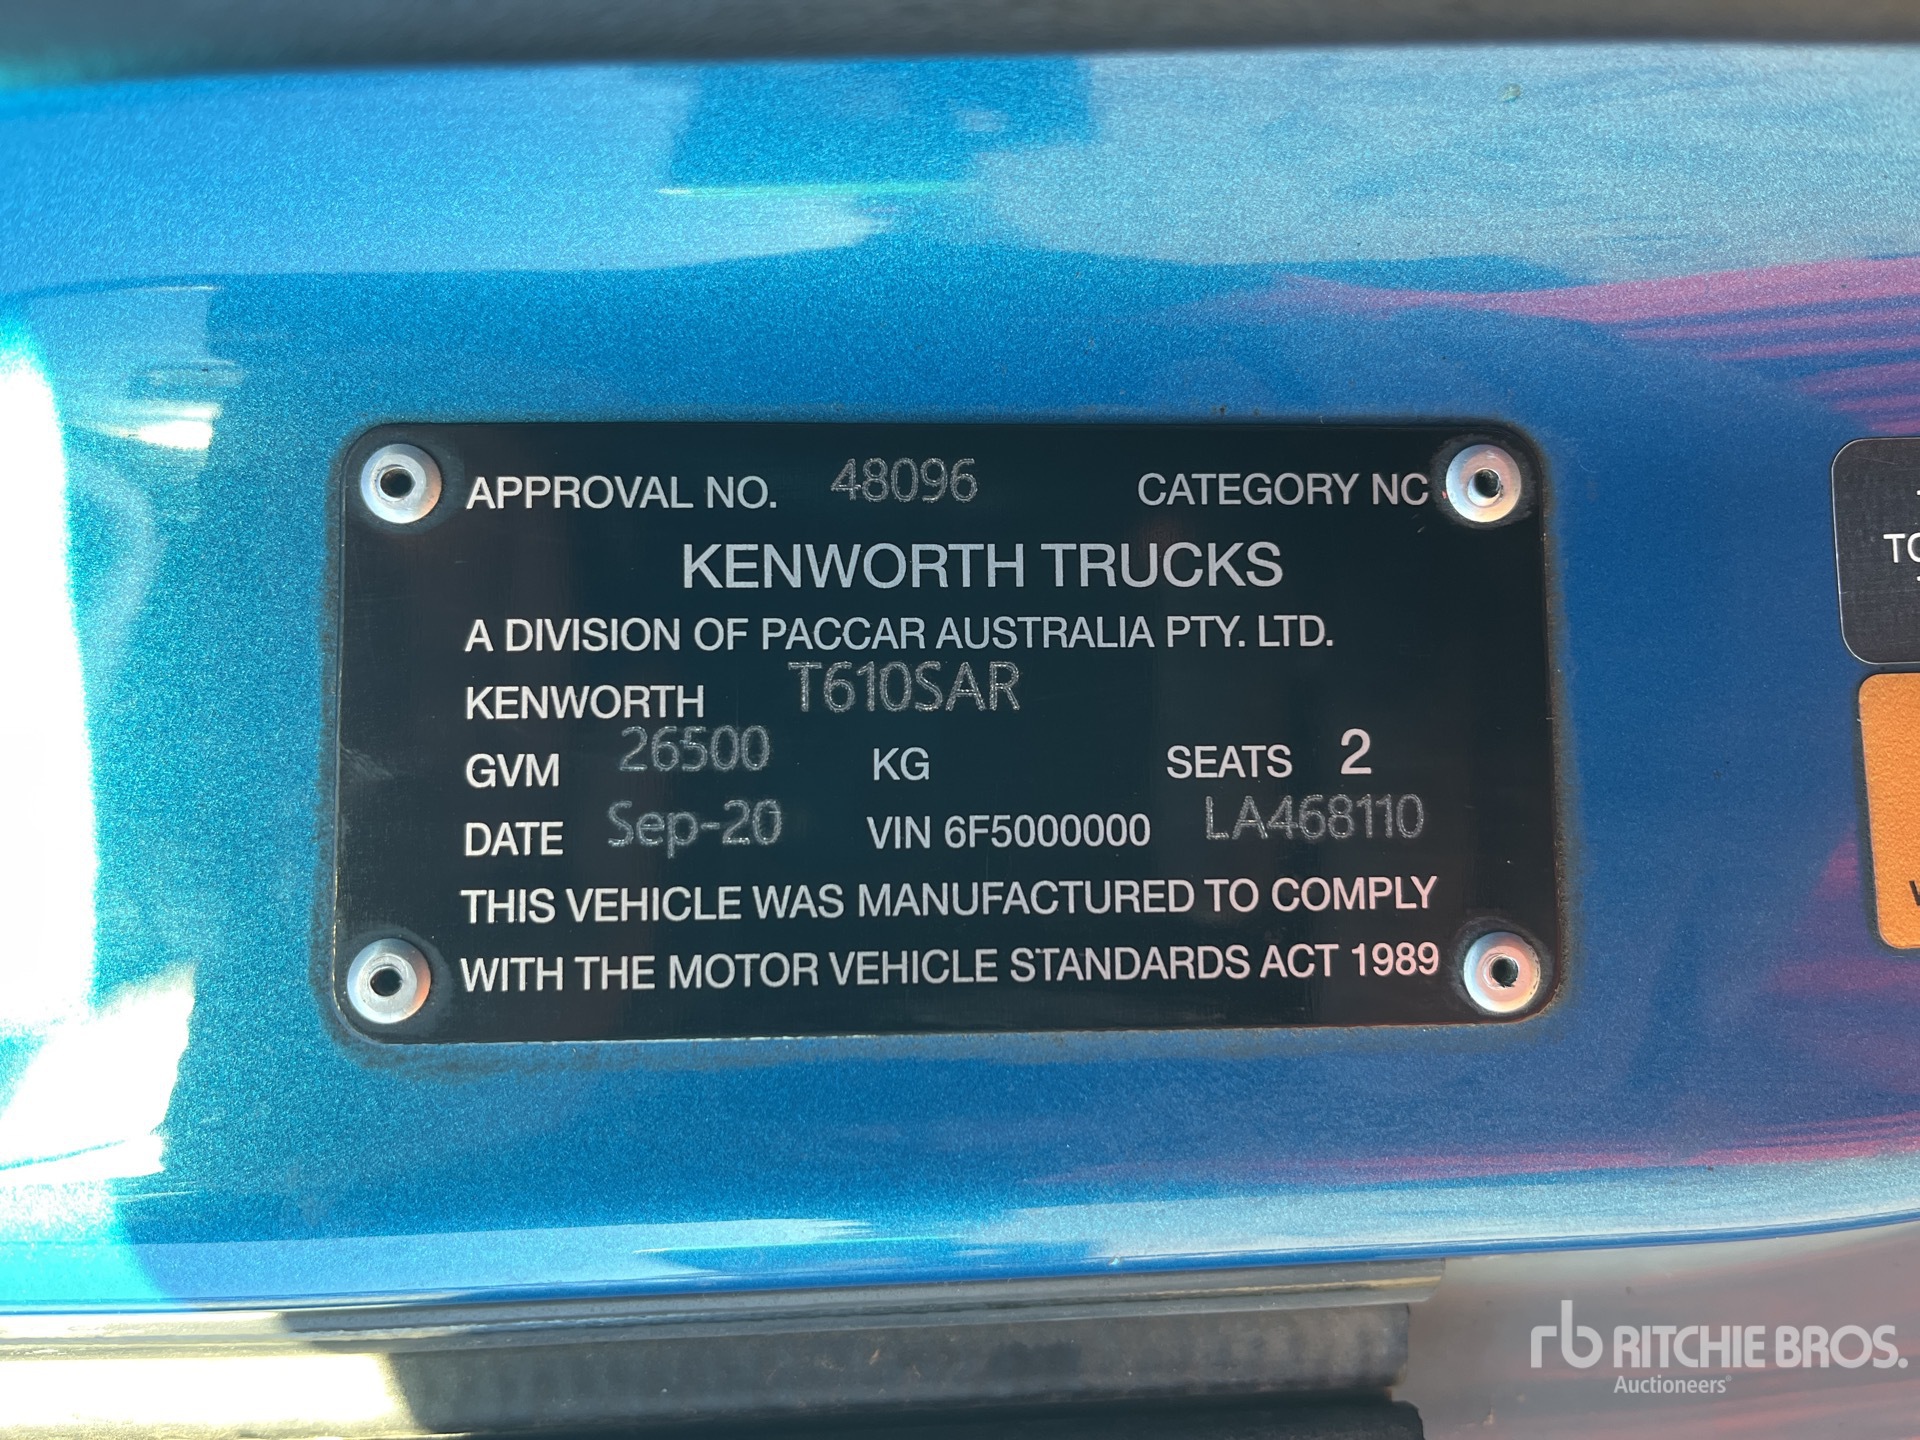 APPROVAL NO. 48096 CATEGORY NC
KENWORTH TRUCKS
A DIVISION OF PACCAR AUSTRALIA PTY. LTD.
KENWORTH T610SAR
GVM 26500 KG SEATS 2
DATE Sep-20 VIN 6F5000000 LA468110
THIS VEHICLE WAS MANUFACTURED TO COMPLY
WITH THE MOTOR VEHICLE STANDARDS ACT 1989
rb RITCHIE BROS.
Auctioneers